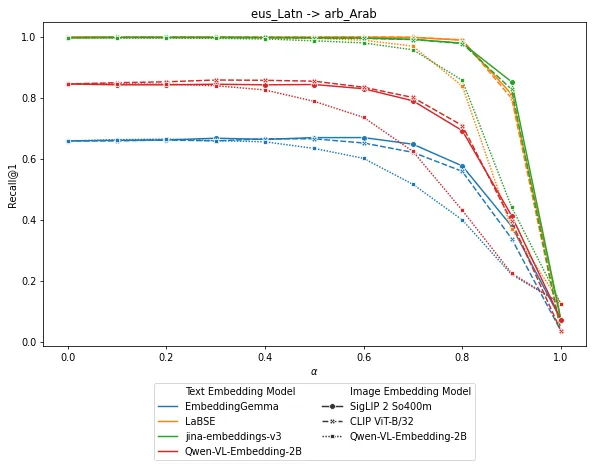 eus_Latn -> arb_Arab
Recall@1
1.0
0.8
0.6
0.4
0.2
0.0
0.0 0.2 0.4 0.6 0.8 1.0
α
Text Embedding Model
EmbeddingGemma
LaBSE
jina-embeddings-v3
Qwen-VL-Embedding-2B
Image Embedding Model
SigLIP 2 So400m
CLIP ViT-B/32
Qwen-VL-Embedding-2B